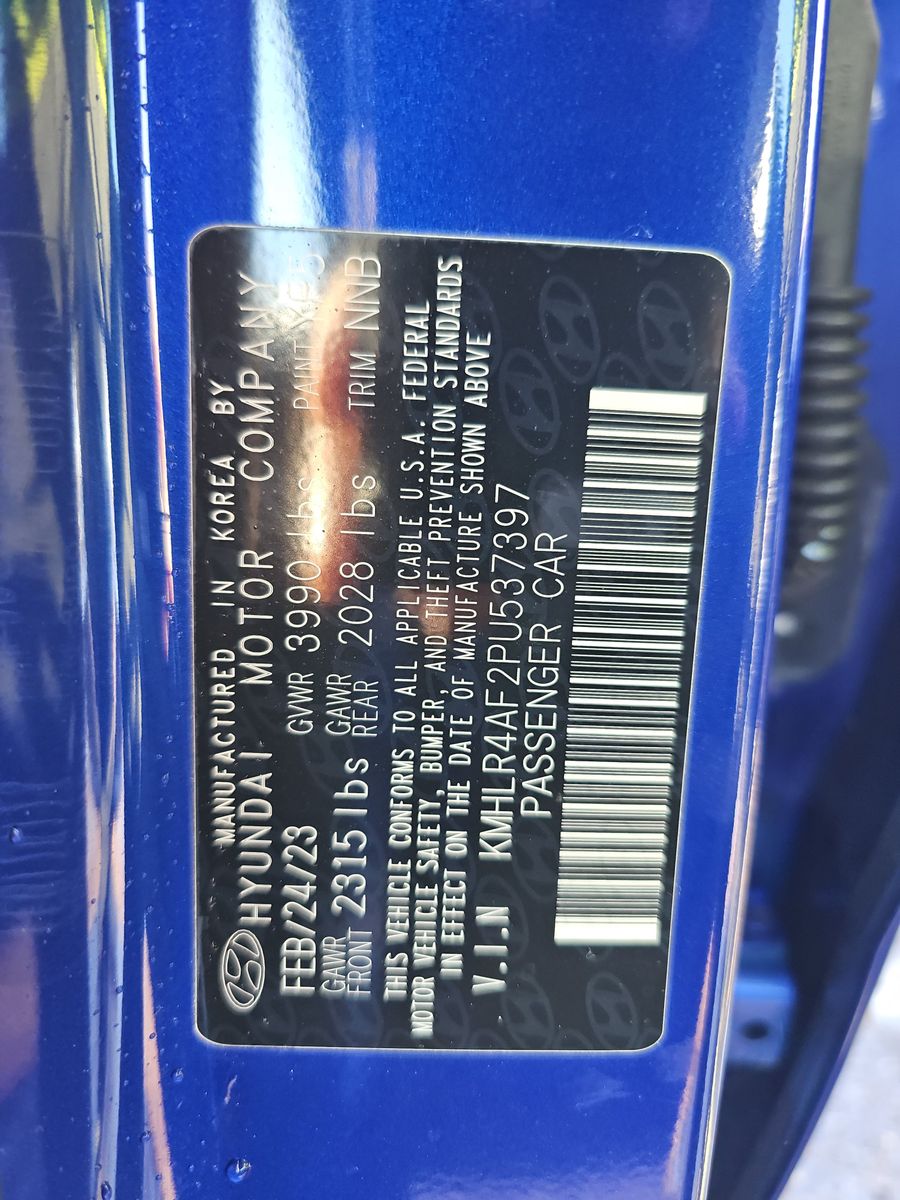 MANUFACTURED IN KOREA BY
HYUNDAI MOTOR COMPANY
FEB/24/23 GVWR 3990 lbs PAINT
GAWR FRONT 2315 lbs GAWR REAR 2028 lbs TRIM NNB
THIS VEHICLE CONFORMS TO ALL APPLICABLE U.S.A. FEDERAL
MOTOR VEHICLE SAFETY, BUMPER, AND THEFT PREVENTION STANDARDS
IN EFFECT ON THE DATE OF MANUFACTURE SHOWN ABOVE
V.I.N KMHLR4AF2PU537397
PASSENGER CAR